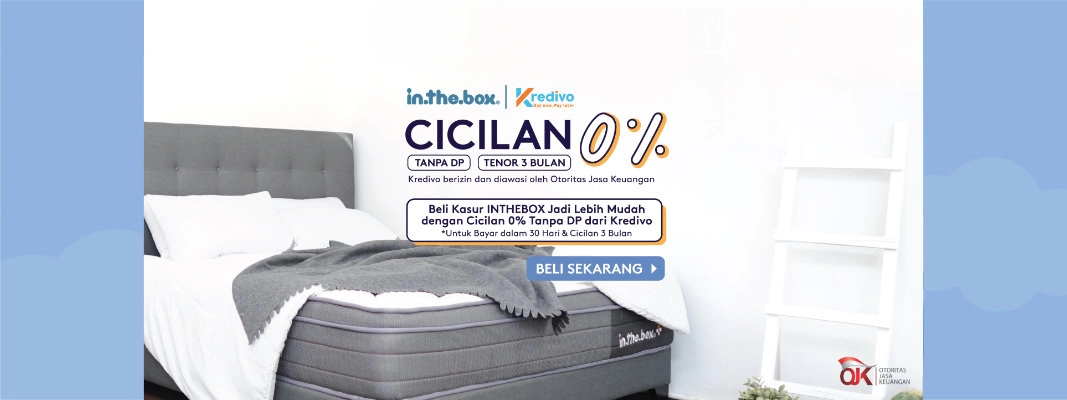 in.the.box.
Kredivo
Buy now, Pay later
CICILAN 0%
TANPA DP
TENOR 3 BULAN
Kredivo berizin dan diawasi oleh Otoritas Jasa Keuangan
Beli Kasur INTHEBOX Jadi Lebih Mudah
dengan Cicilan 0% Tanpa DP dari Kredivo
*Untuk Bayar dalam 30 Hari & Cicilan 3 Bulan
BELI SEKARANG
in.the.box.+
OJK
OTORITAS
JASA
KEUANGAN